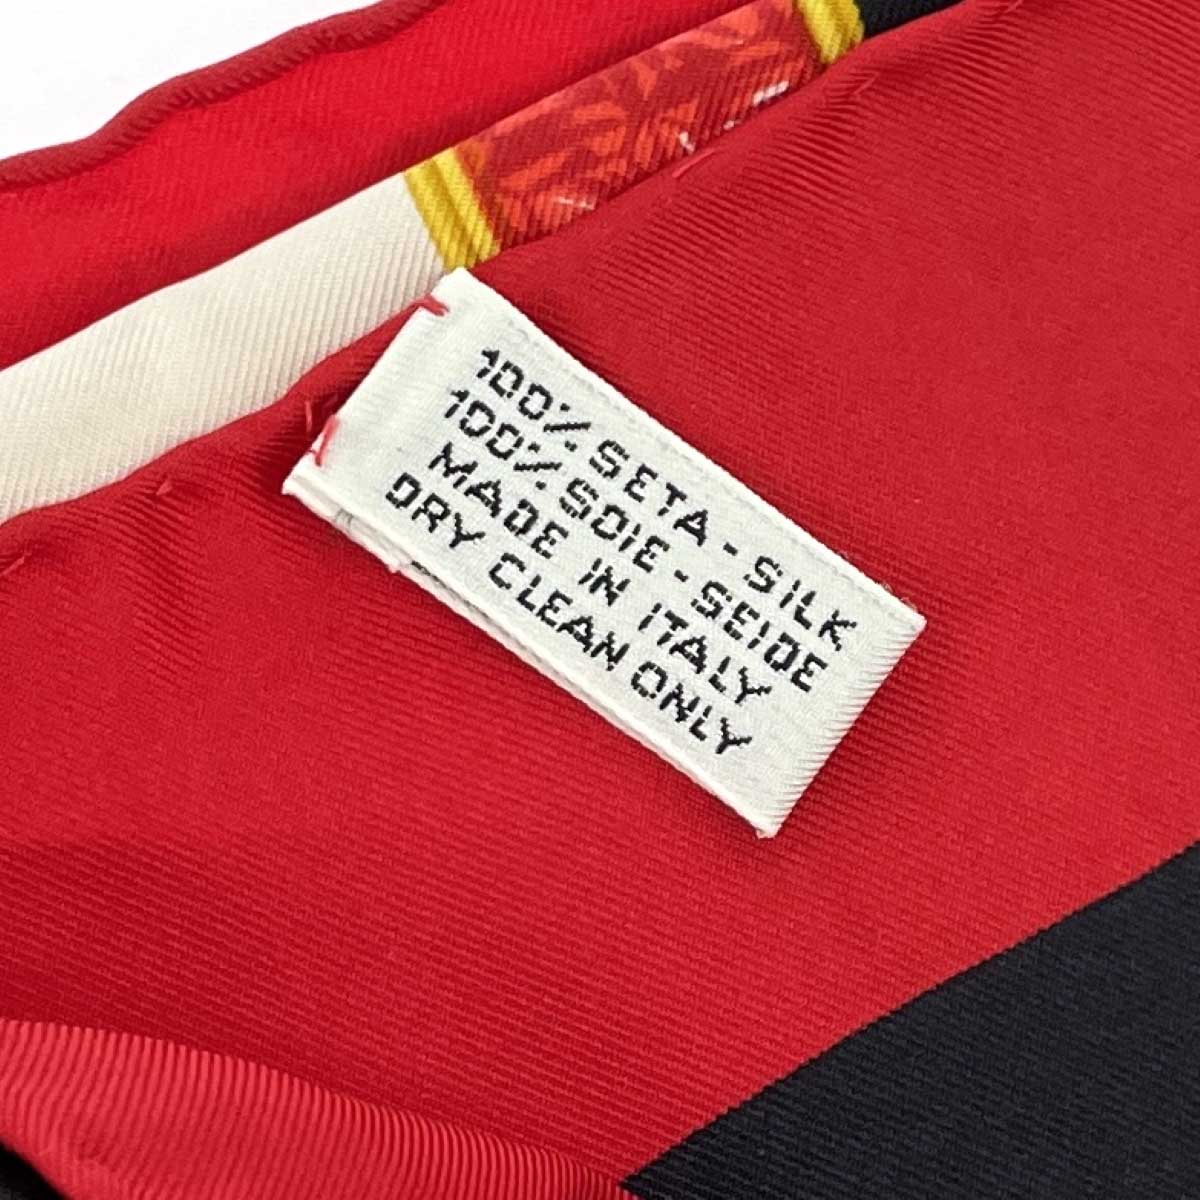 100% SETA - SILK
100% SOIE - SEIDE
MADE IN ITALY
DRY CLEAN ONLY